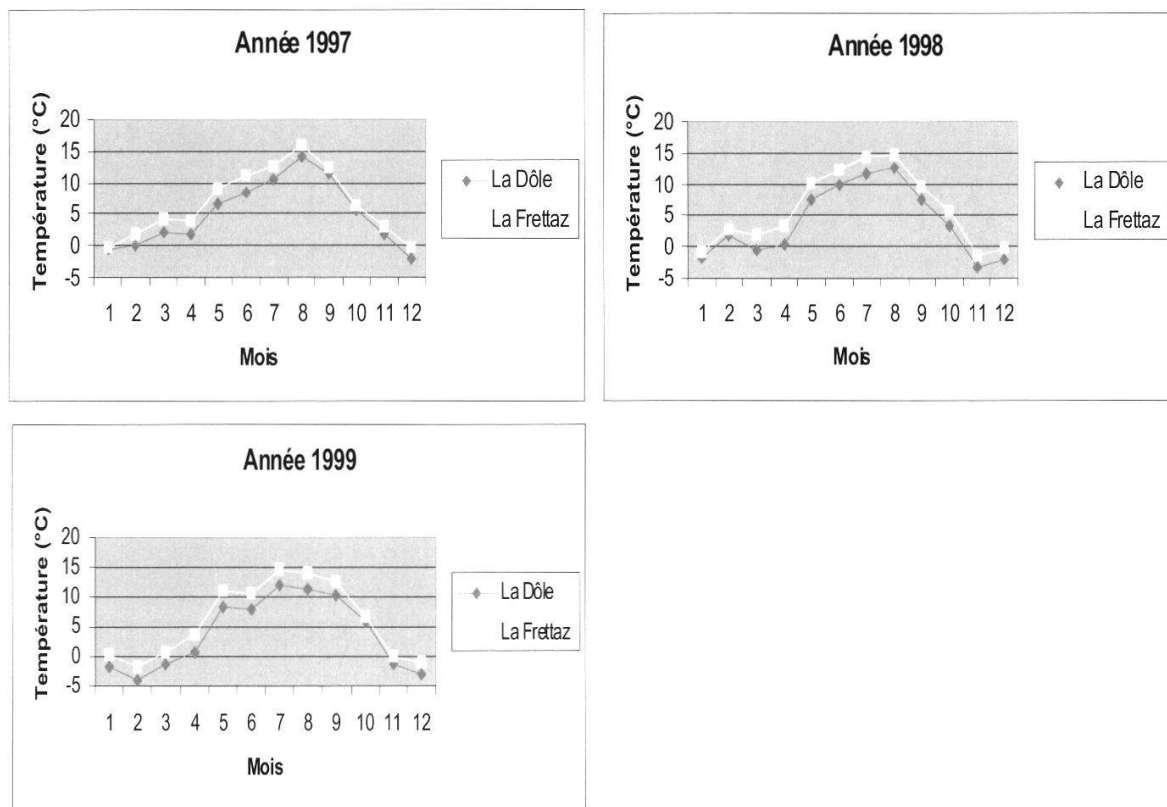 Année 1997
Température (°C)
20
15
10
5
0
-5
1 2 3 4 5 6 7 8 9 10 11 12
Mois
La Dôle
La Frettaz
Année 1998
Température (°C)
20
15
10
5
0
-5
1 2 3 4 5 6 7 8 9 10 11 12
Mois
La Dôle
La Frettaz
Année 1999
Température (°C)
20
15
10
5
0
-5
1 2 3 4 5 6 7 8 9 10 11 12
Mois
La Dôle
La Frettaz